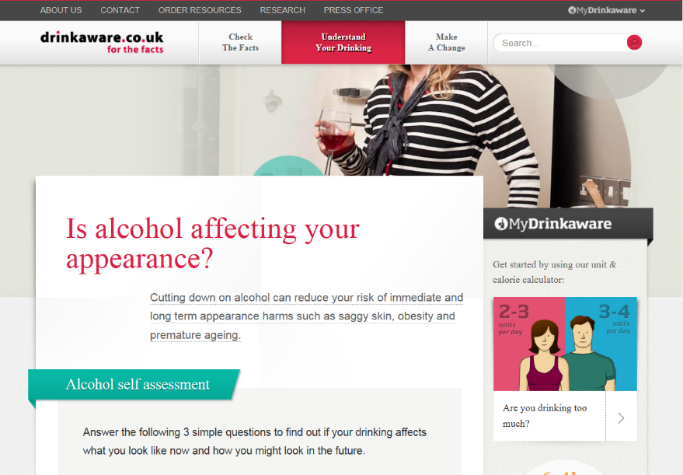 ABOUT US CONTACT ORDER RESOURCES RESEARCH PRESS OFFICE MyDrinkaware
drinkaware.co.uk
for the facts
Check
The Facts
Understand
Your Drinking
Make
A Change
Search...
Is alcohol affecting your
appearance?
Cutting down on alcohol can reduce your risk of immediate and
long term appearance harms such as saggy skin, obesity and
premature ageing.
Alcohol self assessment
Answer the following 3 simple questions to find out if your drinking affects
what you look like now and how you might look in the future.
MyDrinkaware
Get started by using our unit &
calorie calculator:
2-3
units
per day
3-4
units
per day
Are you drinking too
much?